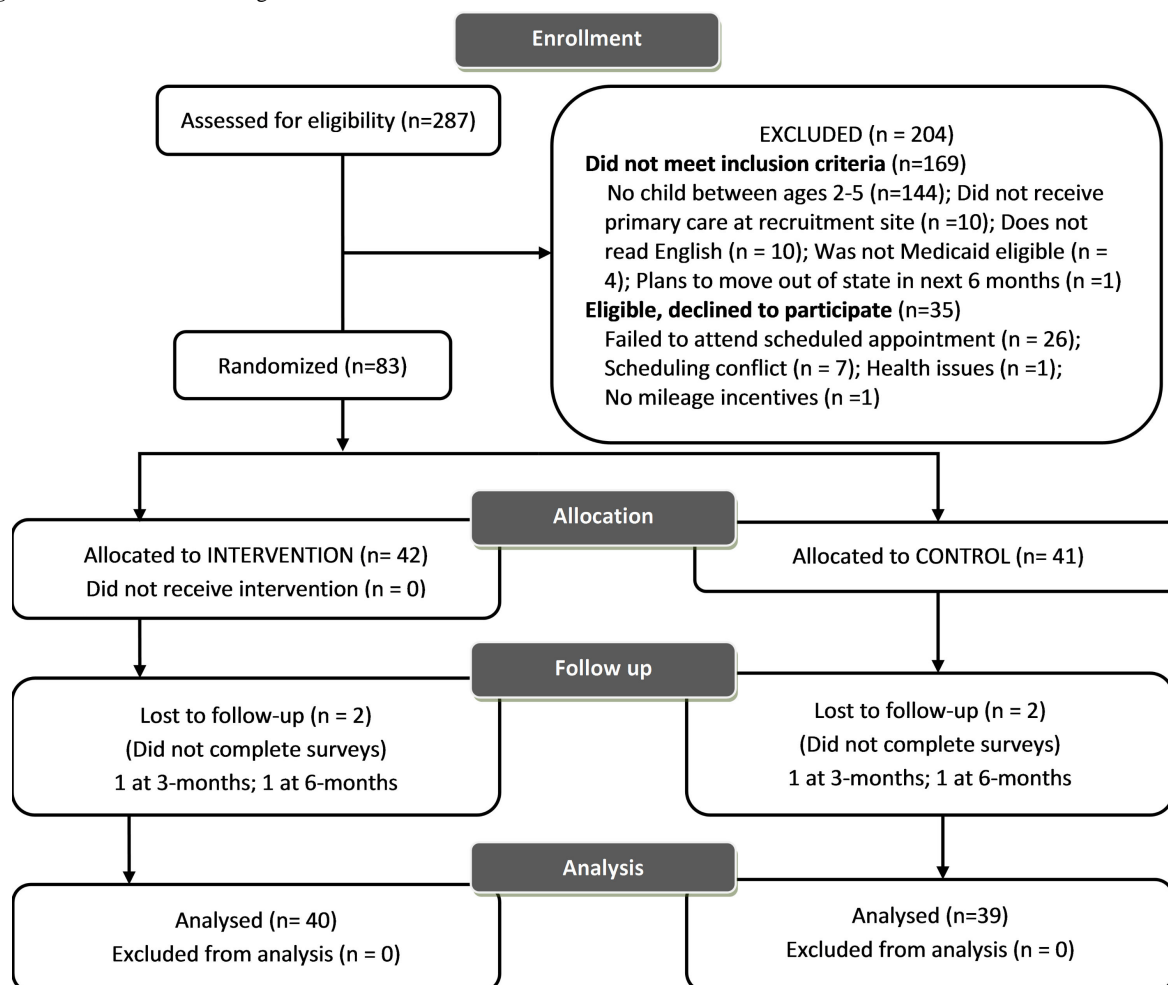 Enrollment
Assessed for eligibility (n=287)
EXCLUDED (n = 204)
Did not meet inclusion criteria (n=169)
No child between ages 2-5 (n=144); Did not receive
primary care at recruitment site (n =10); Does not
read English (n = 10); Was not Medicaid eligible (n =
4); Plans to move out of state in next 6 months (n =1)
Eligible, declined to participate (n=35)
Failed to attend scheduled appointment (n = 26);
Scheduling conflict (n = 7); Health issues (n =1);
No mileage incentives (n =1)
Randomized (n=83)
Allocation
Allocated to INTERVENTION (n= 42)
Did not receive intervention (n = 0)
Allocated to CONTROL (n= 41)
Follow up
Lost to follow-up (n = 2)
(Did not complete surveys)
1 at 3-months; 1 at 6-months
Lost to follow-up (n = 2)
(Did not complete surveys)
1 at 3-months; 1 at 6-months
Analysis
Analysed (n= 40)
Excluded from analysis (n = 0)
Analysed (n=39)
Excluded from analysis (n = 0)